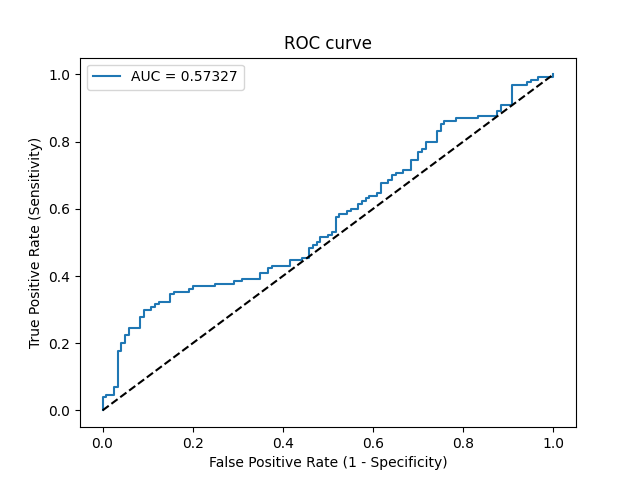 ROC curve
AUC = 0.57327
True Positive Rate (Sensitivity)
1.0
0.8
0.6
0.4
0.2
0.0
0.0 0.2 0.4 0.6 0.8 1.0
False Positive Rate (1 - Specificity)